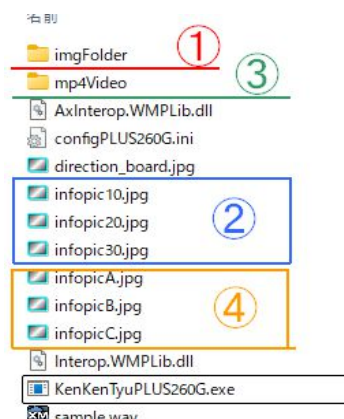 名前
imgFolder ①
mp4Video ③
AxInterop.WMPLib.dll
configPLUS260G.ini
direction_board.jpg
infopic10.jpg
infopic20.jpg ②
infopic30.jpg
infopicA.jpg
infopicB.jpg ④
infopicC.jpg
Interop.WMPLib.dll
KenKenTyuPLUS260G.exe
sample.wav